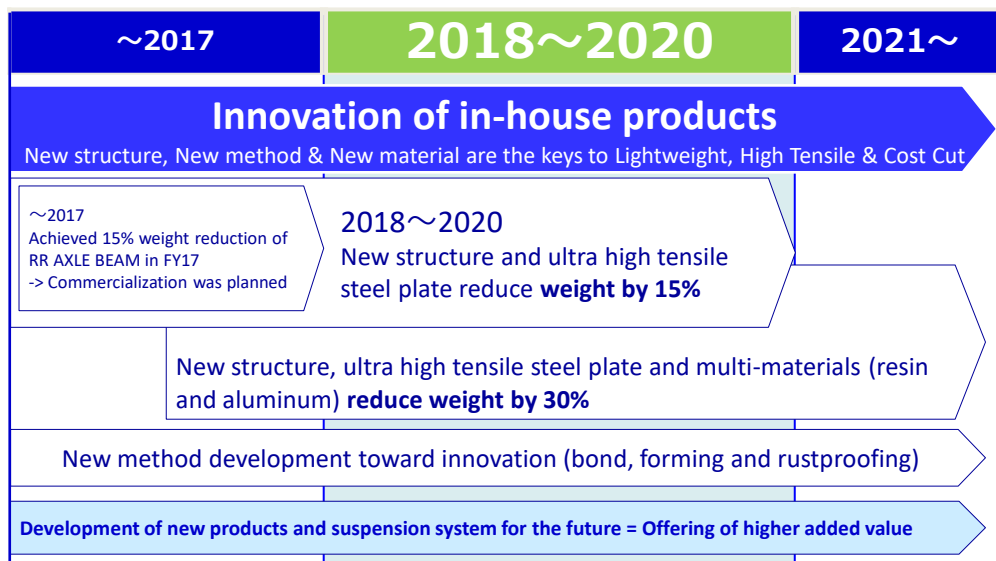 ～2017
2018～2020
2021～
Innovation of in-house products
New structure, New method & New material are the keys to Lightweight, High Tensile & Cost Cut
～2017
Achieved 15% weight reduction of
RR AXLE BEAM in FY17
-> Commercialization was planned
2018～2020
New structure and ultra high tensile
steel plate reduce weight by 15%
New structure, ultra high tensile steel plate and multi-materials (resin
and aluminum) reduce weight by 30%
New method development toward innovation (bond, forming and rustproofing)
Development of new products and suspension system for the future = Offering of higher added value